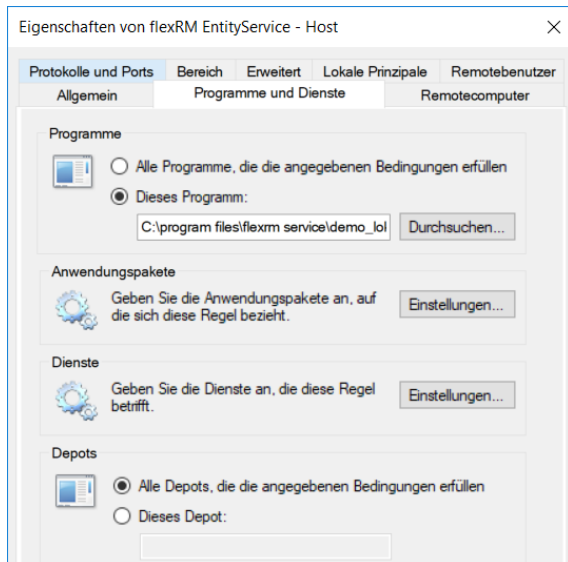 Eigenschaften von flexRM EntityService - Host
Protokolle und Ports Bereich Erweitert Lokale Prinzipale Remotebenutzer
Allgemein Programme und Dienste Remotecomputer
Programme
Alle Programme, die die angegebenen Bedingungen erfüllen
Dieses Programm:
C:\program files\flexrm service\demo_lol Durchsuchen...
Anwendungspakete
Geben Sie die Anwendungspakete an, auf
die sich diese Regel bezieht.
Einstellungen...
Dienste
Geben Sie die Dienste an, die diese Regel
betrifft.
Einstellungen...
Depots
Alle Depots, die die angegebenen Bedingungen erfüllen
Dieses Depot: